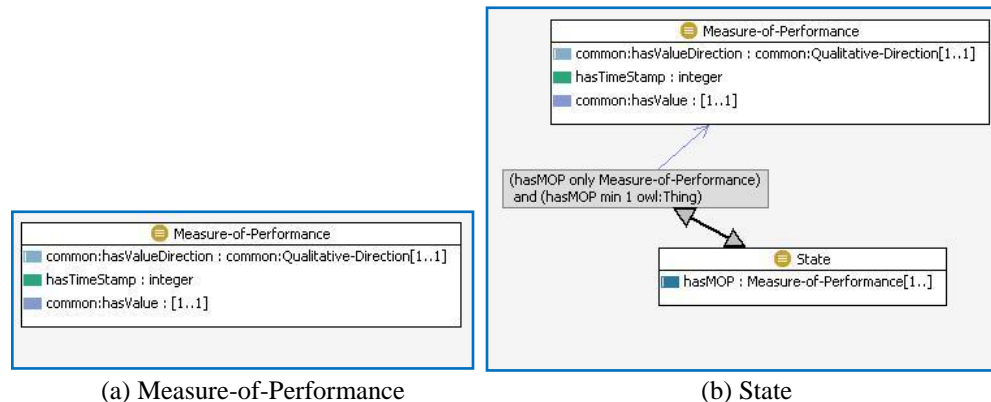 Measure-of-Performance
common:hasValueDirection : common:Qualitative-Direction[1..1]
hasTimeStamp : integer
common:hasValue : [1..1]
(a) Measure-of-Performance
Measure-of-Performance
common:hasValueDirection : common:Qualitative-Direction[1..1]
hasTimeStamp : integer
common:hasValue : [1..1]
(hasMOP only Measure-of-Performance)
and (hasMOP min 1 owl:Thing)
State
hasMOP : Measure-of-Performance[1..]
(b) State